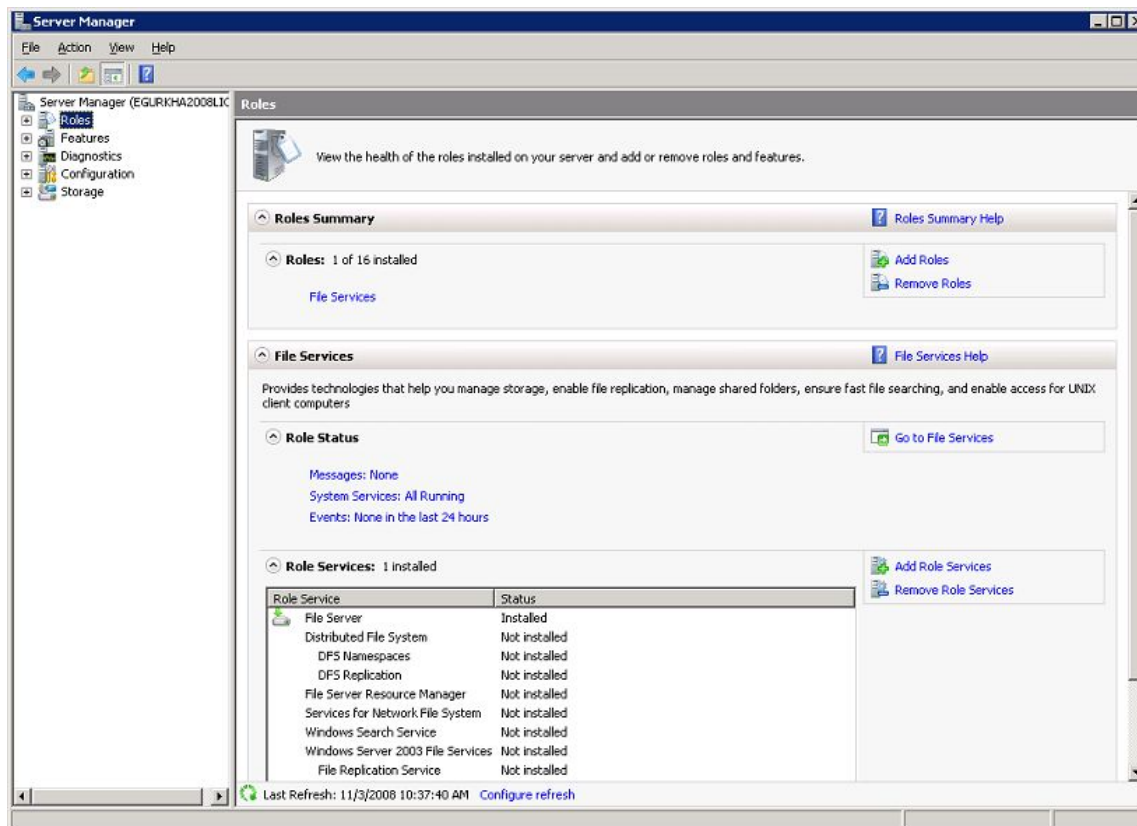 Server Manager
File Action View Help
Server Manager (EGURKHA2008LIC
Roles
Features
Diagnostics
Configuration
Storage
Roles
View the health of the roles installed on your server and add or remove roles and features.
Roles Summary
Roles Summary Help
Roles: 1 of 16 installed
Add Roles
Remove Roles
File Services
File Services
File Services Help
Provides technologies that help you manage storage, enable file replication, manage shared folders, ensure fast file searching, and enable access for UNIX
client computers
Role Status
Go to File Services
Messages: None
System Services: All Running
Events: None in the last 24 hours
Role Services: 1 installed
Add Role Services
Remove Role Services
Role Service Status
File Server Installed
Distributed File System Not installed
DFS Namespaces Not installed
DFS Replication Not installed
File Server Resource Manager Not installed
Services for Network File System Not installed
Windows Search Service Not installed
Windows Server 2003 File Services Not installed
File Replication Service Not installed
Last Refresh: 11/3/2008 10:37:40 AM Configure refresh